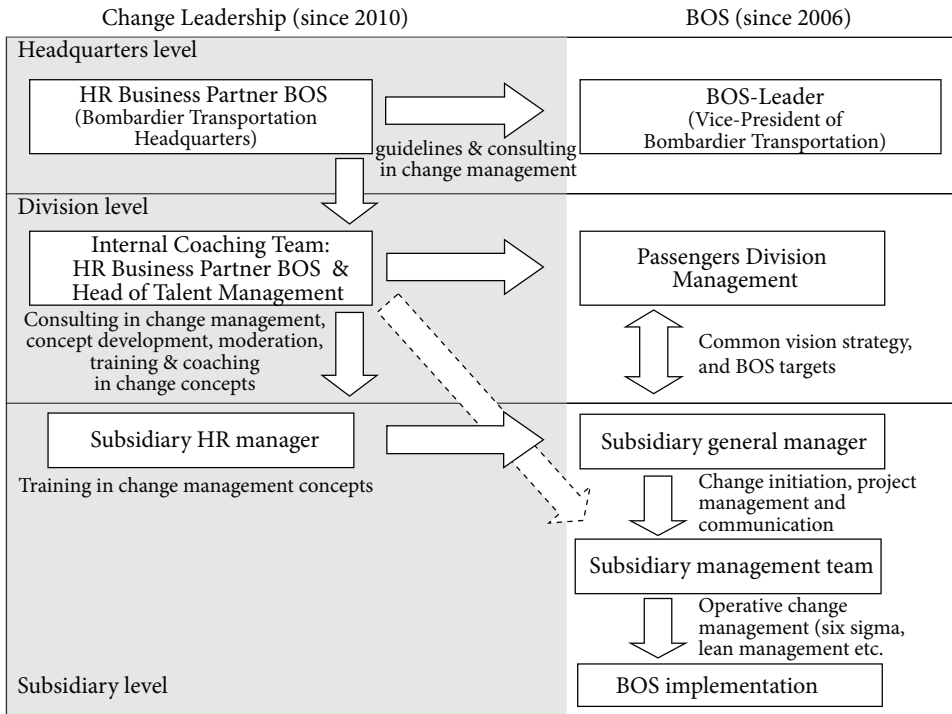 Change Leadership (since 2010)
BOS (since 2006)
Headquarters level
HR Business Partner BOS
(Bombardier Transportation
Headquarters)
BOS-Leader
(Vice-President of
Bombardier Transportation)
guidelines & consulting
in change management
Division level
Internal Coaching Team:
HR Business Partner BOS &
Head of Talent Management
Passengers Division
Management
Consulting in change management,
concept development, moderation,
training & coaching
in change concepts
Common vision strategy,
and BOS targets
Subsidiary HR manager
Subsidiary general manager
Training in change management concepts
Change initiation, project
management and
communication
Subsidiary management team
Operative change
management (six sigma,
lean management etc.
BOS implementation
Subsidiary level